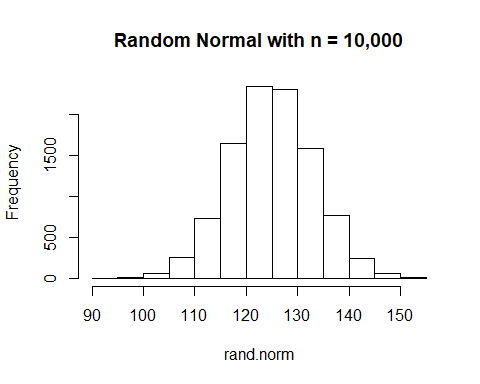 Random Normal with n = 10,000
Frequency
1500
500
0
90 100 110 120 130 140 150
rand.norm